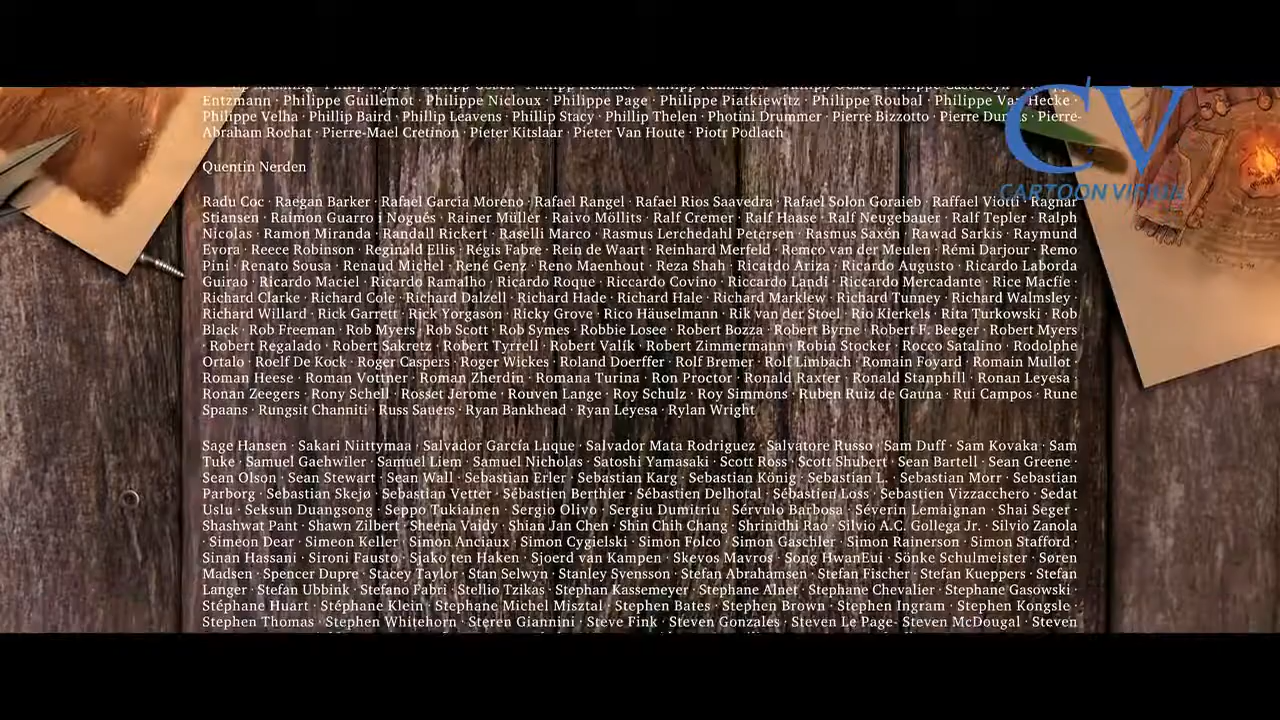 Entzmann · Philippe Guillemot · Philippe Nicloux · Philippe Page · Philippe Piatkiewitz · Philippe Roubal · Philippe Van Hecke ·
Philippe Velha · Phillip Baird · Phillip Leavens · Phillip Stacy · Phillip Thelen · Photini Drummer · Pierre Bizzotto · Pierre Dumas · Pierre-
Abraham Rochat · Pierre-Mael Cretinon · Pieter Kitslaar · Pieter Van Houte · Piotr Podlach
Quentin Nerden
Radu Coc · Raegan Barker · Rafael Garcia Moreno · Rafael Rangel · Rafael Rios Saavedra · Rafael Solon Goraieb · Raffael Viotti · Ragnar
Stiansen · Raimon Guarro i Nogués · Rainer Müller · Raivo Möllits · Ralf Cremer · Ralf Haase · Ralf Neugebauer · Ralf Tepler · Ralph
Nicolas · Ramon Miranda · Randall Rickert · Raselli Marco · Rasmus Lerchedahl Petersen · Rasmus Saxén · Rawad Sarkis · Raymund
Evora · Reece Robinson · Reginald Ellis · Régis Fabre · Rein de Waart · Reinhard Merfeld · Remco van der Meulen · Rémi Darjour · Remo
Pini · Renato Sousa · Renaud Michel · René Genz · Reno Maenhout · Reza Shah · Ricardo Ariza · Ricardo Augusto · Ricardo Laborda
Guirao · Ricardo Maciel · Ricardo Ramalho · Ricardo Roque · Riccardo Covino · Riccardo Landi · Riccardo Mercadante · Rice Macfie ·
Richard Clarke · Richard Cole · Richard Dalzell · Richard Hade · Richard Hale · Richard Marklew · Richard Tunney · Richard Walmsley ·
Richard Willard · Rick Garrett · Rick Yorgason · Ricky Grove · Rico Häuselmann · Rik van der Stoel · Rio Kierkels · Rita Turkowski · Rob
Black · Rob Freeman · Rob Myers · Rob Scott · Rob Symes · Robbie Losee · Robert Bozza · Robert Byrne · Robert F. Beeger · Robert Myers
· Robert Regalado · Robert Sakretz · Robert Tyrrell · Robert Valík · Robert Zimmermann · Robin Stocker · Rocco Satalino · Rodolphe
Ortalo · Roelf De Kock · Roger Caspers · Roger Wickes · Roland Doerffer · Rolf Bremer · Rolf Limbach · Romain Foyard · Romain Mullot ·
Roman Heese · Roman Vottner · Roman Zherdin · Romana Turina · Ron Proctor · Ronald Raxter · Ronald Stanphill · Ronan Leyesa ·
Ronan Zeegers · Rony Schell · Rosset Jerome · Rouven Lange · Roy Schulz · Roy Simmons · Ruben Ruiz de Gauna · Rui Campos · Rune
Spaans · Rungsit Channiti · Russ Sauers · Ryan Bankhead · Ryan Leyesa · Rylan Wright
Sage Hansen · Sakari Niittymaa · Salvador García Luque · Salvador Mata Rodriguez · Salvatore Russo · Sam Duff · Sam Kovaka · Sam
Tuke · Samuel Gaehwiler · Samuel Liem · Samuel Nicholas · Satoshi Yamasaki · Scott Ross · Scott Shubert · Sean Bartell · Sean Greene ·
Sean Olson · Sean Stewart · Sean Wall · Sebastian Erler · Sebastian Karg · Sebastian König · Sebastian L. · Sebastian Morr · Sebastian
Parborg · Sebastian Skejø · Sebastian Vetter · Sébastien Berthier · Sébastien Delhotal · Sébastien Loss · Sebastien Vizzacchero · Sedat
Uslu · Seksun Duangsong · Seppo Tukiainen · Sergio Olivo · Sergiu Dumitriu · Sérvulo Barbosa · Séverin Lemaignan · Shai Seger ·
Shashwat Pant · Shawn Zilbert · Sheena Vaidy · Shian Jan Chen · Shin Chih Chang · Shrinidhi Rao · Silvio A.C. Gollega Jr. · Silvio Zanola
· Simeon Dear · Simeon Keller · Simon Anciaux · Simon Cygielski · Simon Folco · Simon Gaschler · Simon Rainerson · Simon Stafford ·
Sinan Hassani · Sironi Fausto · Sjako ten Haken · Sjoerd van Kampen · Skevos Mavros · Song HwanEui · Sönke Schulmeister · Søren
Madsen · Spencer Dupre · Stacey Taylor · Stan Selwyn · Stanley Svensson · Stefan Abrahamsen · Stefan Fischer · Stefan Kueppers · Stefan
Langer · Stefan Ubbink · Stefano Fabri · Stellio Tzikas · Stephan Kassemeyer · Stephane Alnet · Stephane Chevalier · Stephane Gasowski ·
Stéphane Huart · Stéphane Klein · Stephane Michel Misztal · Stephen Bates · Stephen Brown · Stephen Ingram · Stephen Kongsle ·
Stephen Thomas · Stephen Whitehorn · Steren Giannini · Steve Fink · Steven Gonzales · Steven Le Page- Steven McDougal · Steven
CV
CARTOON VISUAL